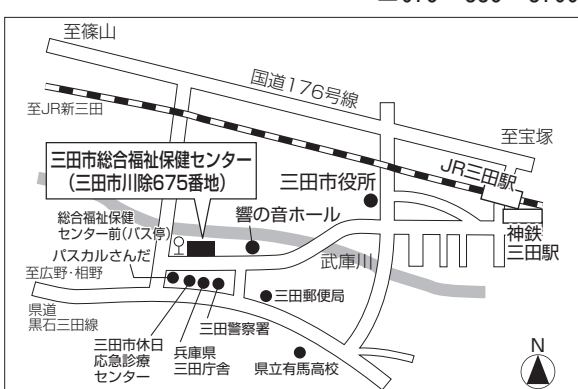 至篠山
国道176号線
至JR新三田
至宝塚
JR三田駅
三田市総合福祉保健センター
（三田市川除675番地）
三田市役所
総合福祉保健
センター前（バス停）
響の音ホール
神鉄
三田駅
パスカルさんだ
武庫川
至広野・相野
三田郵便局
県道
黒石三田線
三田警察署
三田市休日
応急診療
センター
兵庫県
三田庁舎
県立有馬高校
N